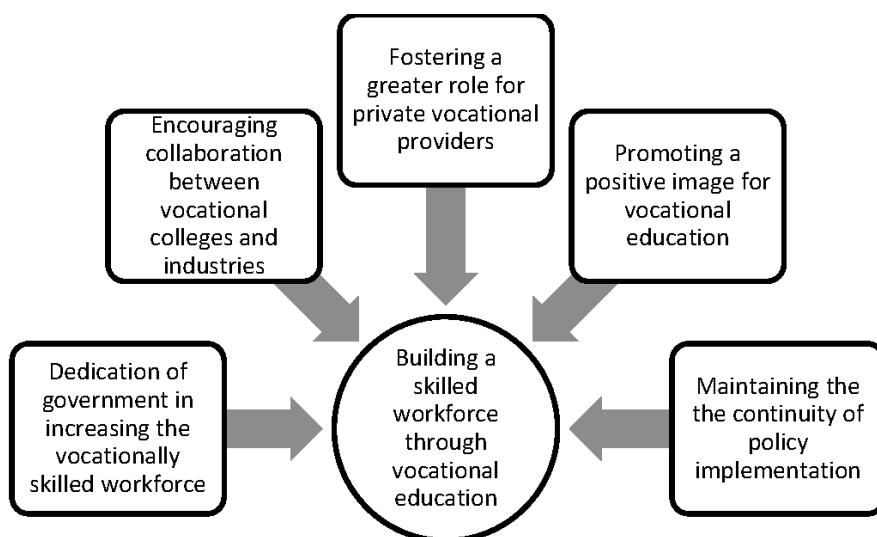 Fostering a
greater role for
private vocational
providers
Encouraging
collaboration
between
vocational
colleges and
industries
Promoting a
positive image for
vocational
education
Dedication of
government in
increasing the
vocationally
skilled workforce
Building a
skilled
workforce
through
vocational
education
Maintaining the
the continuity of
policy
implementation